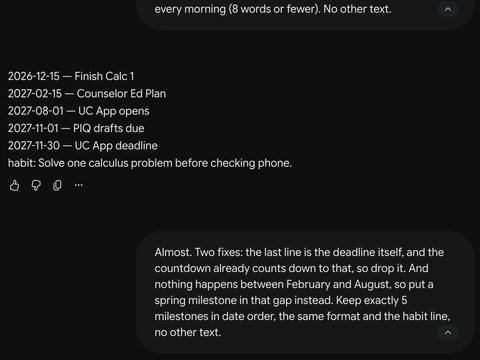 every morning (8 words or fewer). No other text.
2026-12-15 — Finish Calc 1
2027-02-15 — Counselor Ed Plan
2027-08-01 — UC App opens
2027-11-01 — PIQ drafts due
2027-11-30 — UC App deadline
habit: Solve one calculus problem before checking phone.
Almost. Two fixes: the last line is the deadline itself, and the
countdown already counts down to that, so drop it. And
nothing happens between February and August, so put a
spring milestone in that gap instead. Keep exactly 5
milestones in date order, the same format and the habit line,
no other text.